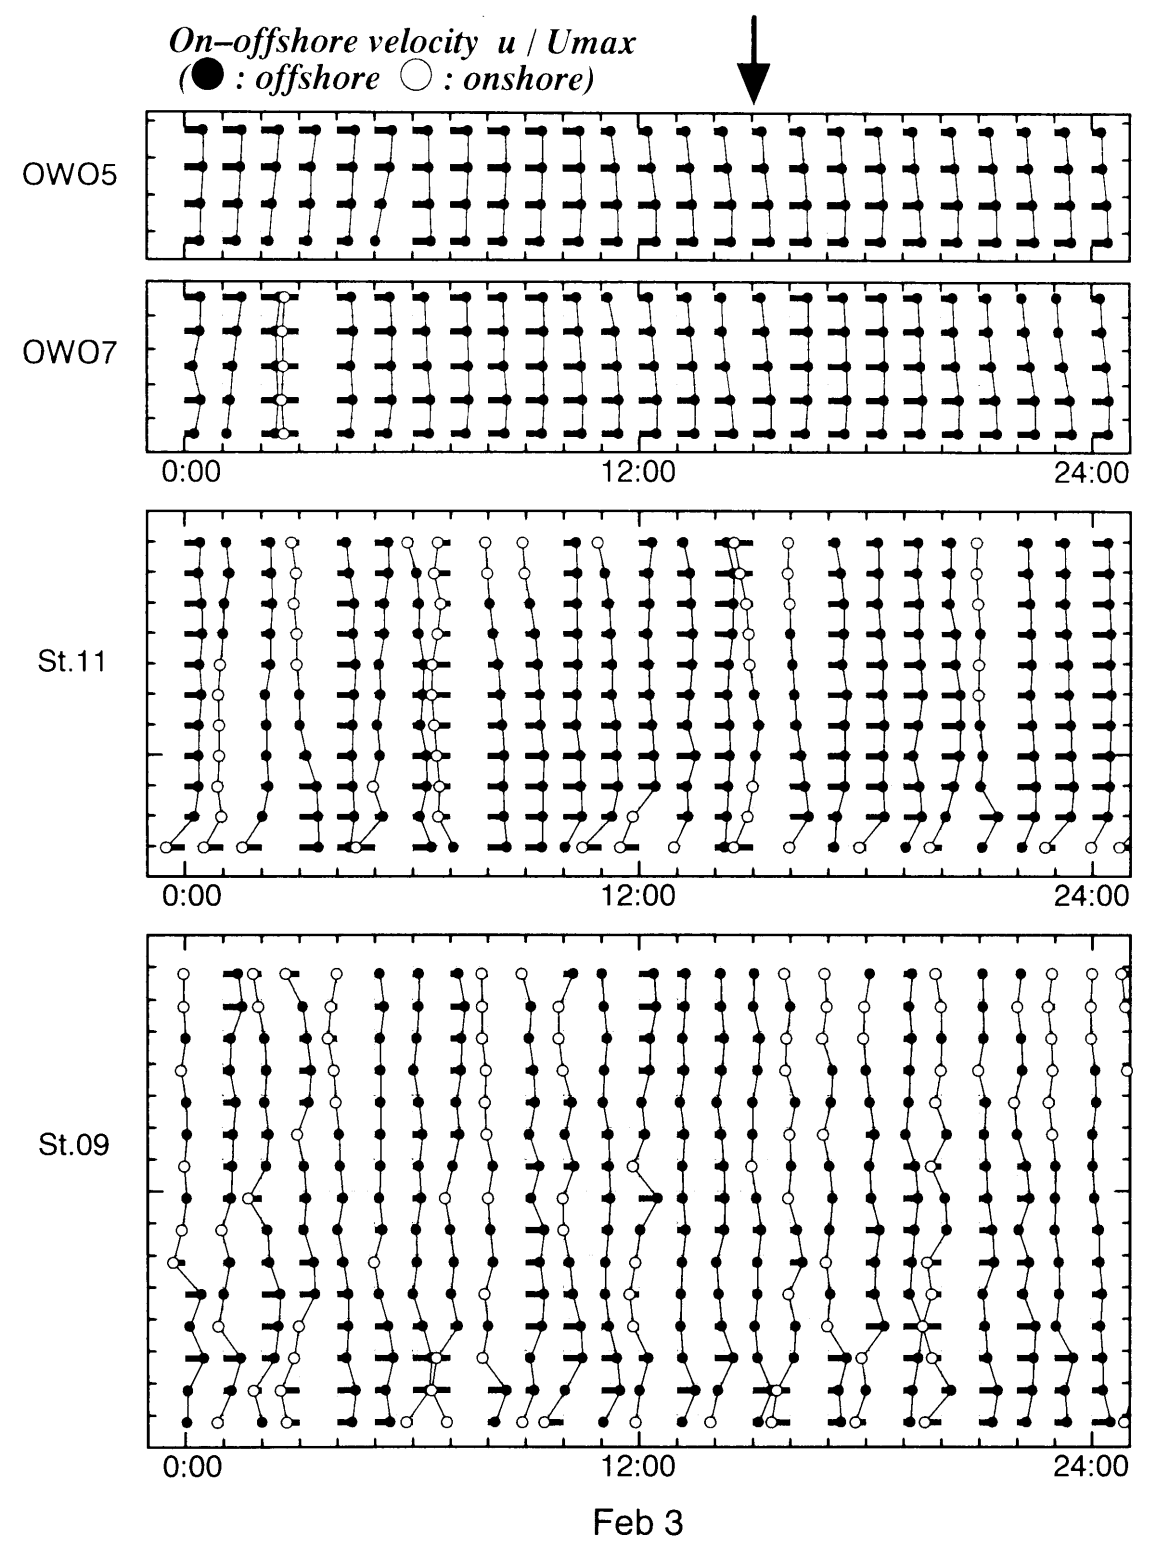 On–offshore velocity u / Umax
(● : offshore ○ : onshore)
OWO5
OWO7
0:00 12:00 24:00
St.11
0:00 12:00 24:00
St.09
0:00 12:00 24:00
Feb 3